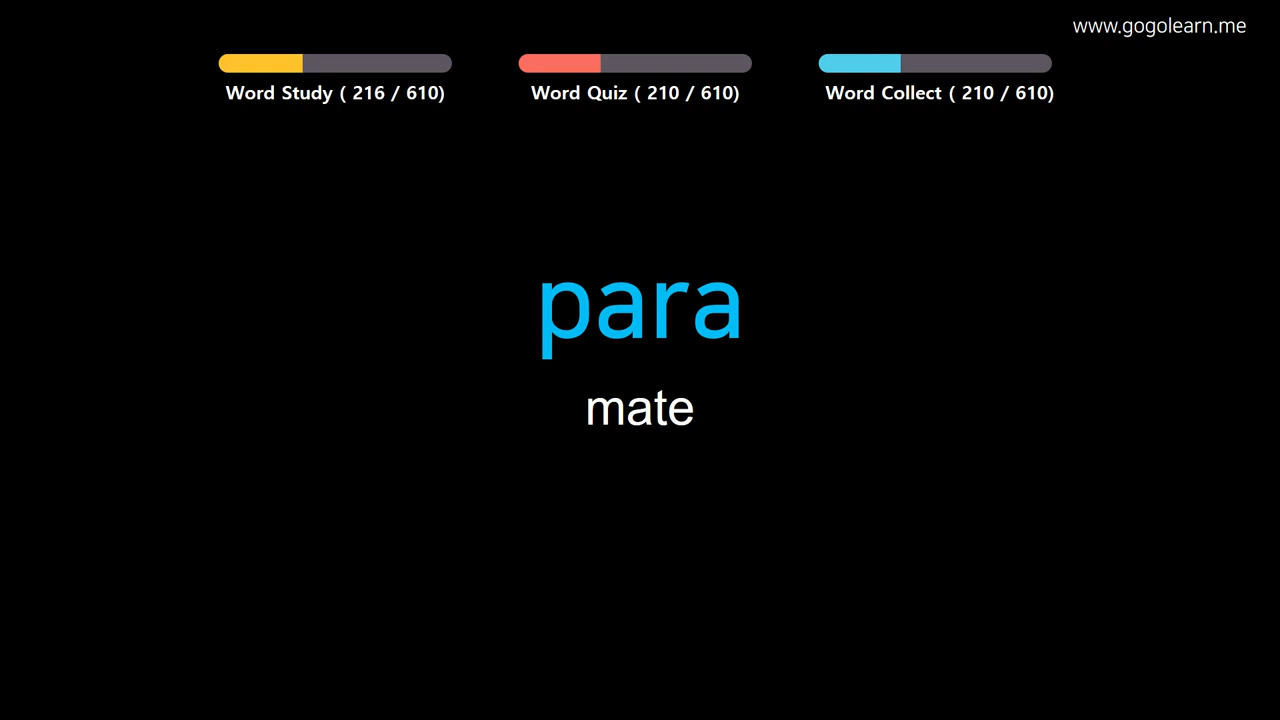 www.gogolearn.me
Word Study ( 216 / 610)
Word Quiz ( 210 / 610)
Word Collect ( 210 / 610)
para
mate